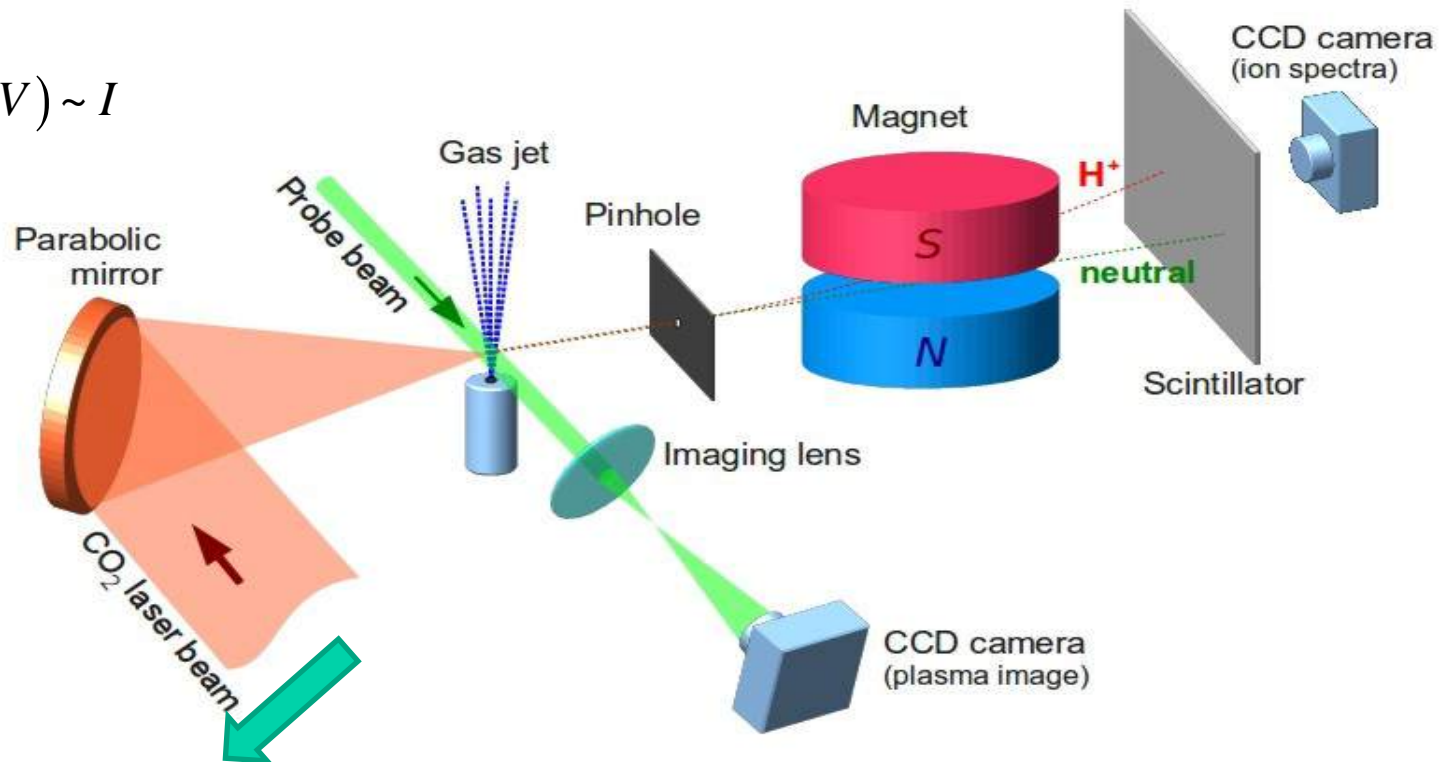 V) ~ I
CCD camera
(ion spectra)
Magnet
Gas jet
H⁺
Probe beam
Pinhole
Parabolic
mirror
S
neutral
N
Scintillator
Imaging lens
CO₂ laser beam
CCD camera
(plasma image)